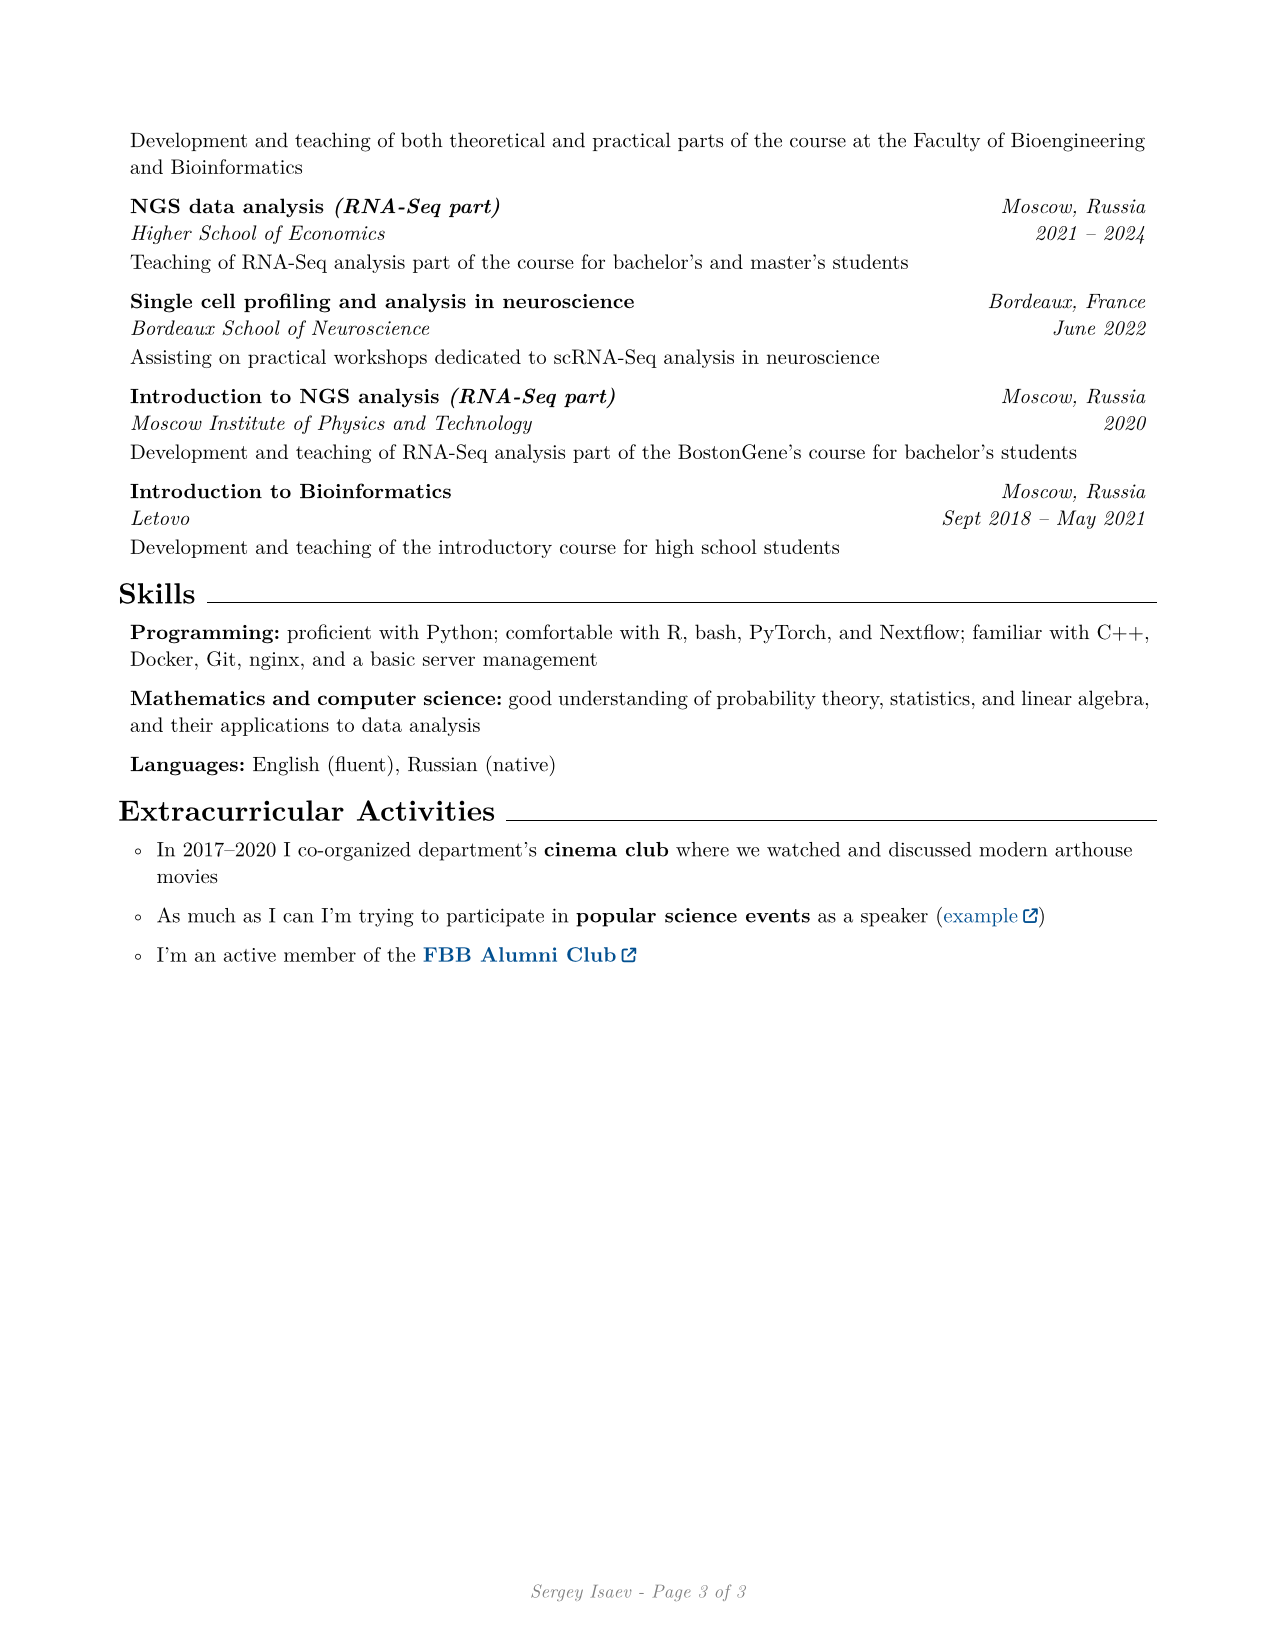 Development and teaching of both theoretical and practical parts of the course at the Faculty of Bioengineering
and Bioinformatics
NGS data analysis (RNA-Seq part) Moscow, Russia
Higher School of Economics 2021 – 2024
Teaching of RNA-Seq analysis part of the course for bachelor's and master's students
Single cell profiling and analysis in neuroscience Bordeaux, France
Bordeaux School of Neuroscience June 2022
Assisting on practical workshops dedicated to scRNA-Seq analysis in neuroscience
Introduction to NGS analysis (RNA-Seq part) Moscow, Russia
Moscow Institute of Physics and Technology 2020
Development and teaching of RNA-Seq analysis part of the BostonGene's course for bachelor's students
Introduction to Bioinformatics Moscow, Russia
Letovo Sept 2018 – May 2021
Development and teaching of the introductory course for high school students
Skills
Programming: proficient with Python; comfortable with R, bash, PyTorch, and Nextflow; familiar with C++,
Docker, Git, nginx, and a basic server management
Mathematics and computer science: good understanding of probability theory, statistics, and linear algebra,
and their applications to data analysis
Languages: English (fluent), Russian (native)
Extracurricular Activities
◦ In 2017–2020 I co-organized department's cinema club where we watched and discussed modern arthouse
movies
◦ As much as I can I'm trying to participate in popular science events as a speaker (example)
◦ I'm an active member of the FBB Alumni Club
Sergey Isaev - Page 3 of 3